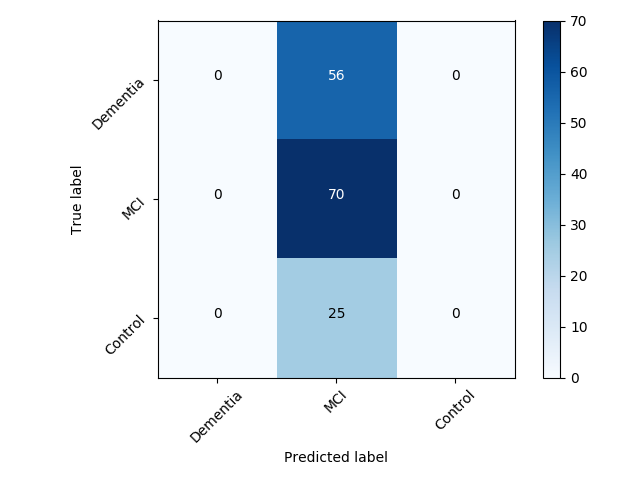 True label
Dementia
0 56 0
MCI
0 70 0
Control
0 25 0
Dementia MCI Control
Predicted label
70
60
50
40
30
20
10
0